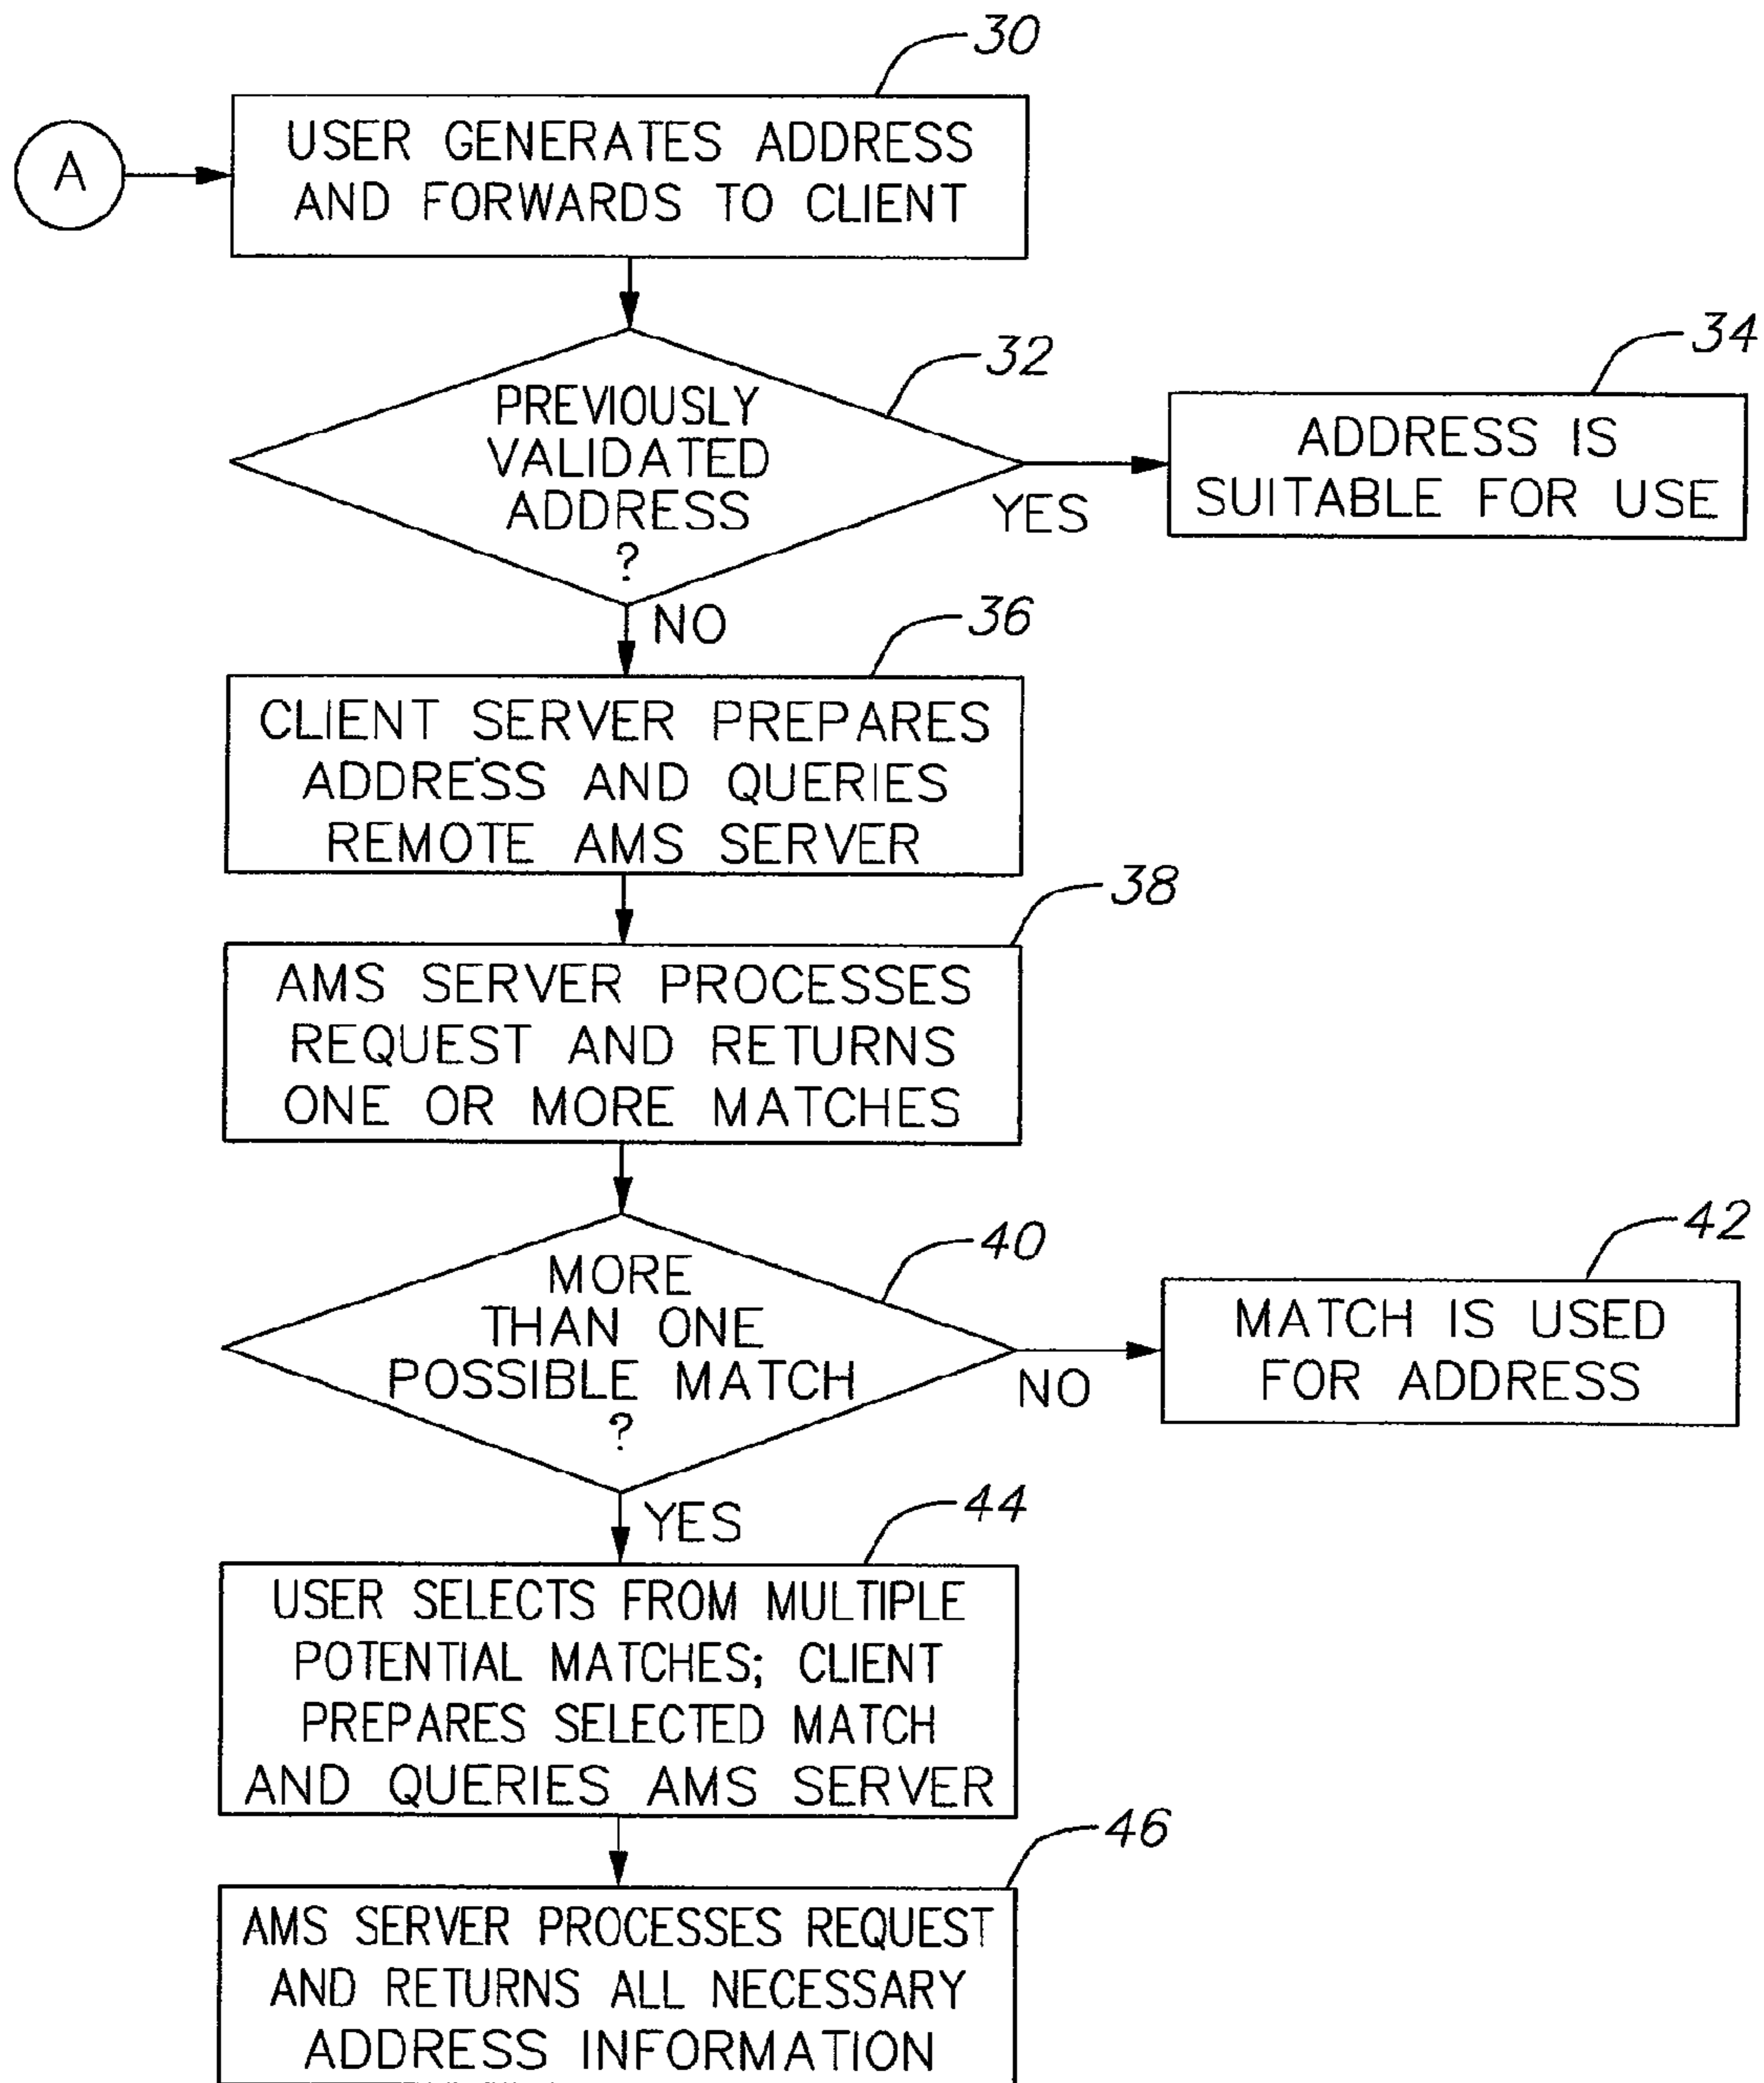 30
A
USER GENERATES ADDRESS
AND FORWARDS TO CLIENT
32
PREVIOUSLY
VALIDATED
ADDRESS
?
YES
34
ADDRESS IS
SUITABLE FOR USE
NO
36
CLIENT SERVER PREPARES
ADDRESS AND QUERIES
REMOTE AMS SERVER
38
AMS SERVER PROCESSES
REQUEST AND RETURNS
ONE OR MORE MATCHES
40
MORE
THAN ONE
POSSIBLE MATCH
?
NO
42
MATCH IS USED
FOR ADDRESS
YES
44
USER SELECTS FROM MULTIPLE
POTENTIAL MATCHES; CLIENT
PREPARES SELECTED MATCH
AND QUERIES AMS SERVER
46
AMS SERVER PROCESSES REQUEST
AND RETURNS ALL NECESSARY
ADDRESS INFORMATION